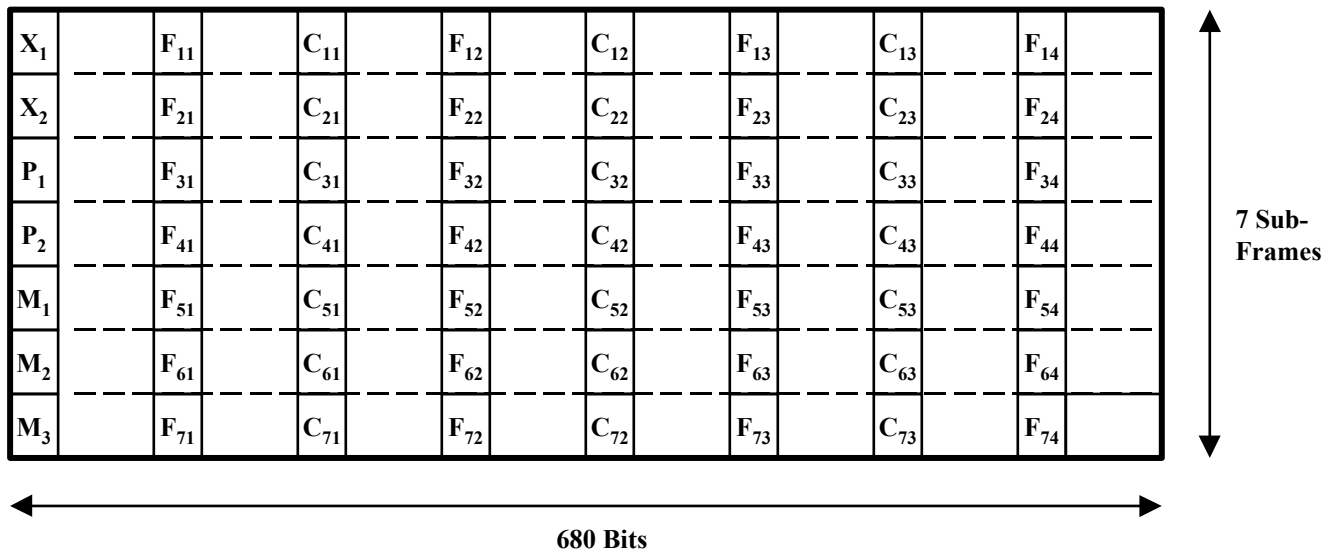 X₁ F₁₁ C₁₁ F₁₂ C₁₂ F₁₃ C₁₃ F₁₄
X₂ F₂₁ C₂₁ F₂₂ C₂₂ F₂₃ C₂₃ F₂₄
P₁ F₃₁ C₃₁ F₃₂ C₃₂ F₃₃ C₃₃ F₃₄
P₂ F₄₁ C₄₁ F₄₂ C₄₂ F₄₃ C₄₃ F₄₄
M₁ F₅₁ C₅₁ F₅₂ C₅₂ F₅₃ C₅₃ F₅₄
M₂ F₆₁ C₆₁ F₆₂ C₆₂ F₆₃ C₆₃ F₆₄
M₃ F₇₁ C₇₁ F₇₂ C₇₂ F₇₃ C₇₃ F₇₄
7 Sub-
Frames
680 Bits